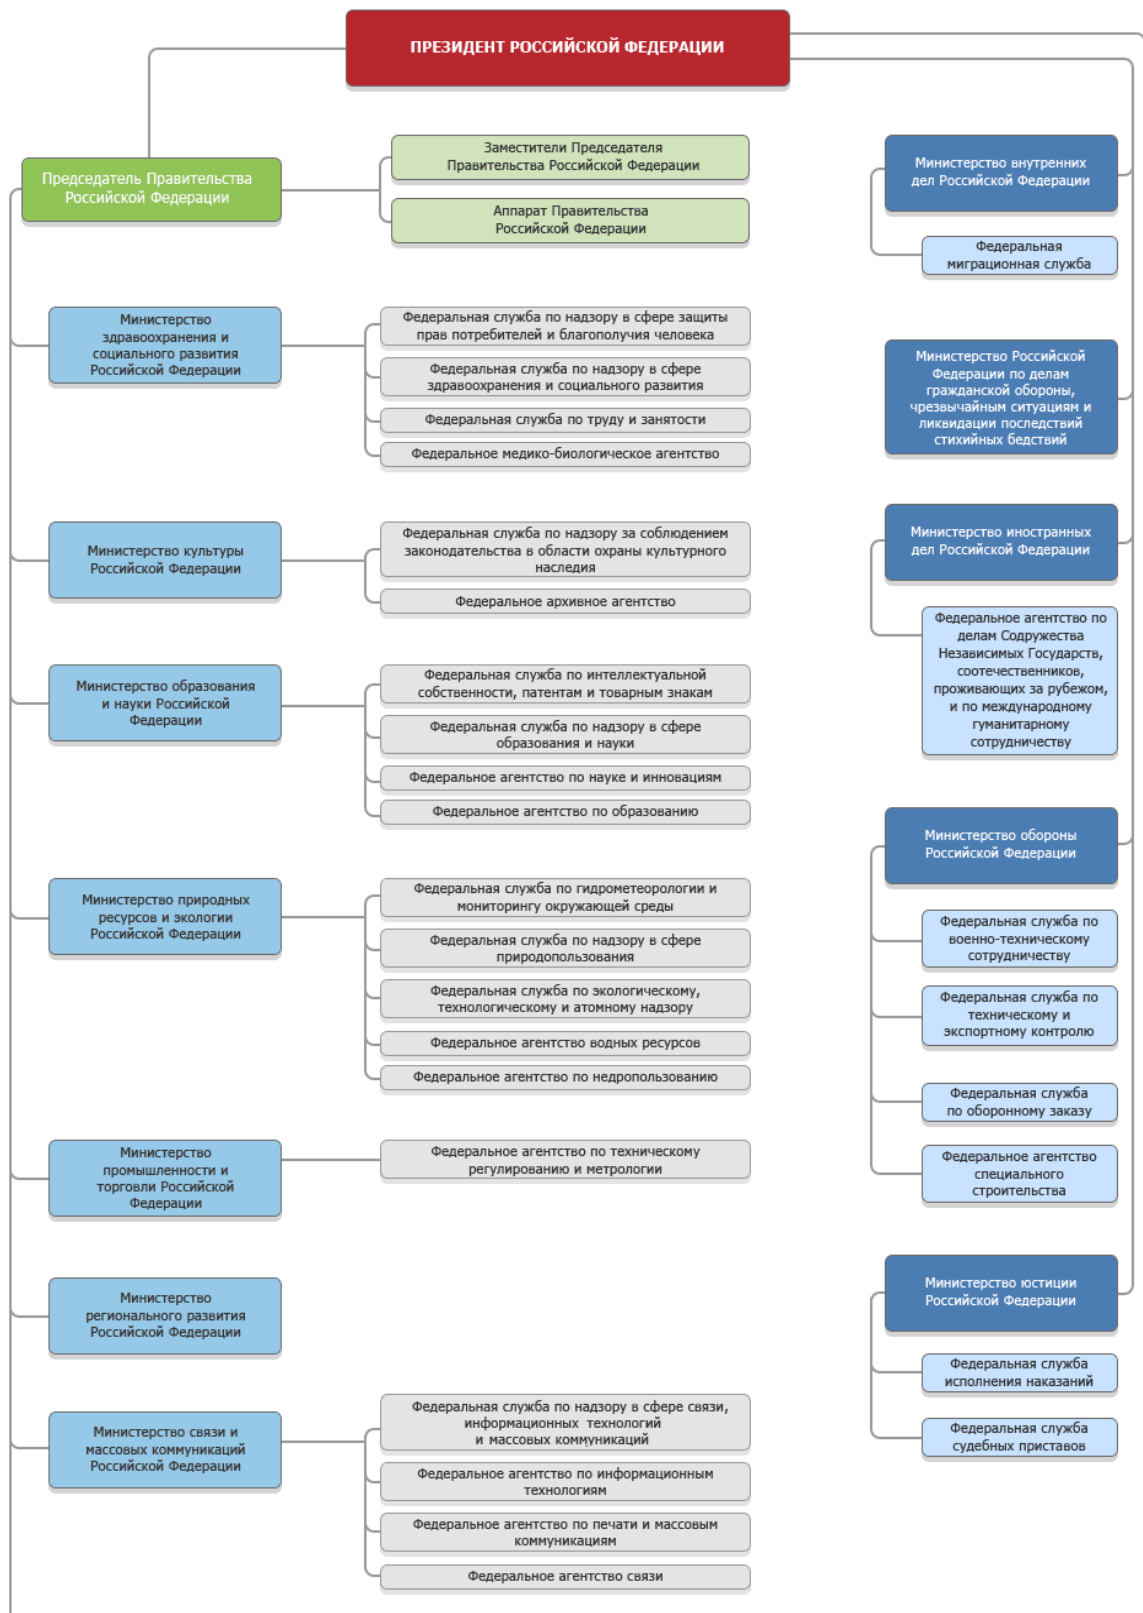 ПРЕЗИДЕНТ РОССИЙСКОЙ ФЕДЕРАЦИИ
Председатель Правительства
Российской Федерации
Заместители Председателя
Правительства Российской Федерации
Аппарат Правительства
Российской Федерации
Министерство
здравоохранения и
социального развития
Российской Федерации
Федеральная служба по надзору в сфере защиты
прав потребителей и благополучия человека
Федеральная служба по надзору в сфере
здравоохранения и социального развития
Федеральная служба по труду и занятости
Федеральное медико-биологическое агентство
Министерство культуры
Российской Федерации
Федеральная служба по надзору за соблюдением
законодательства в области охраны культурного
наследия
Федеральное архивное агентство
Министерство образования
и науки Российской
Федерации
Федеральная служба по интеллектуальной
собственности, патентам и товарным знакам
Федеральная служба по надзору в сфере
образования и науки
Федеральное агентство по науке и инновациям
Федеральное агентство по образованию
Министерство природных
ресурсов и экологии
Российской Федерации
Федеральная служба по гидрометеорологии и
мониторингу окружающей среды
Федеральная служба по надзору в сфере
природопользования
Федеральная служба по экологическому,
технологическому и атомному надзору
Федеральное агентство водных ресурсов
Федеральное агентство по недропользованию
Министерство
промышленности и
торговли Российской
Федерации
Федеральное агентство по техническому
регулированию и метрологии
Министерство
регионального развития
Российской Федерации
Министерство связи и
массовых коммуникаций
Российской Федерации
Федеральная служба по надзору в сфере связи,
информационных технологий
и массовых коммуникаций
Федеральное агентство по информационным
технологиям
Федеральное агентство по печати и массовым
коммуникациям
Федеральное агентство связи
Министерство внутренних
дел Российской Федерации
Федеральная
миграционная служба
Министерство Российской
Федерации по делам
гражданской обороны,
чрезвычайным ситуациям и
ликвидации последствий
стихийных бедствий
Министерство иностранных
дел Российской Федерации
Федеральное агентство по
делам Содружества
Независимых Государств,
соотечественников,
проживающих за рубежом,
и по международному
гуманитарному
сотрудничеству
Министерство обороны
Российской Федерации
Федеральная служба по
военно-техническому
сотрудничеству
Федеральная служба по
техническому и
экспортному контролю
Федеральная служба
по оборонному заказу
Федеральное агентство
специального
строительства
Министерство юстиции
Российской Федерации
Федеральная служба
исполнения наказаний
Федеральная служба
судебных приставов